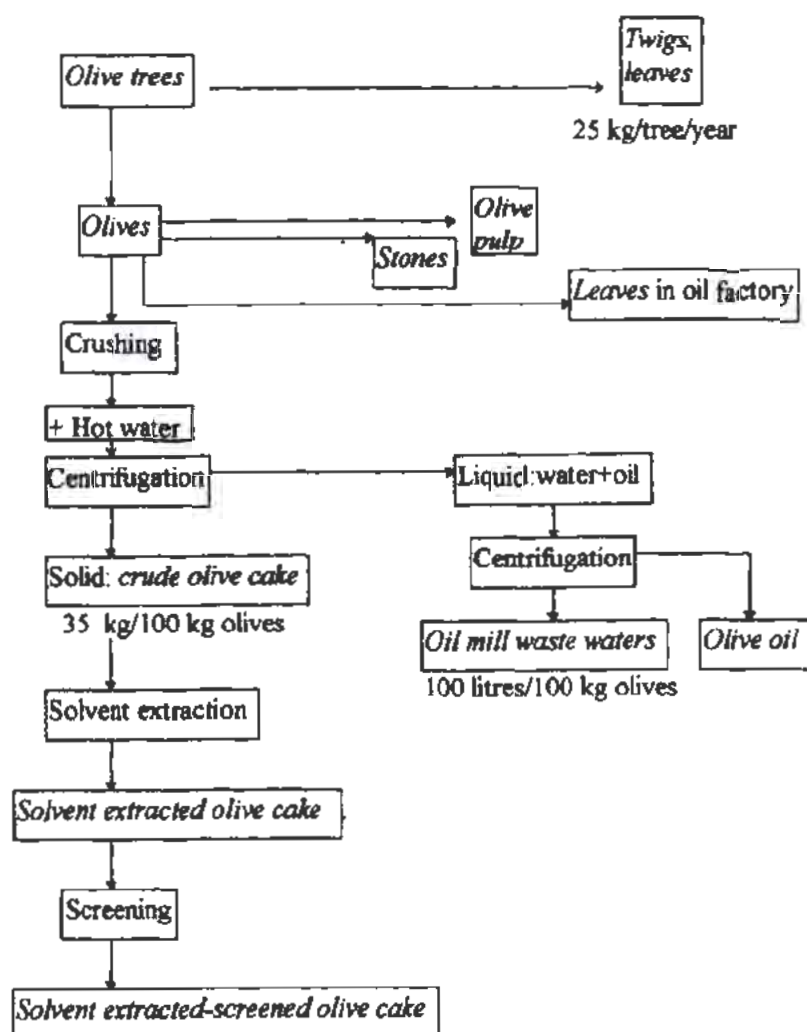 Twigs,
leaves
Olive trees
25 kg/tree/year
Olives
Olive
pulp
Stones
Leaves in oil factory
Crushing
+ Hot water
Centrifugation
Liquid:water+oil
Centrifugation
Solid: crude olive cake
35 kg/100 kg olives
Oil mill waste waters
Olive oil
100 litres/100 kg olives
Solvent extraction
Solvent extracted olive cake
Screening
Solvent extracted-screened olive cake